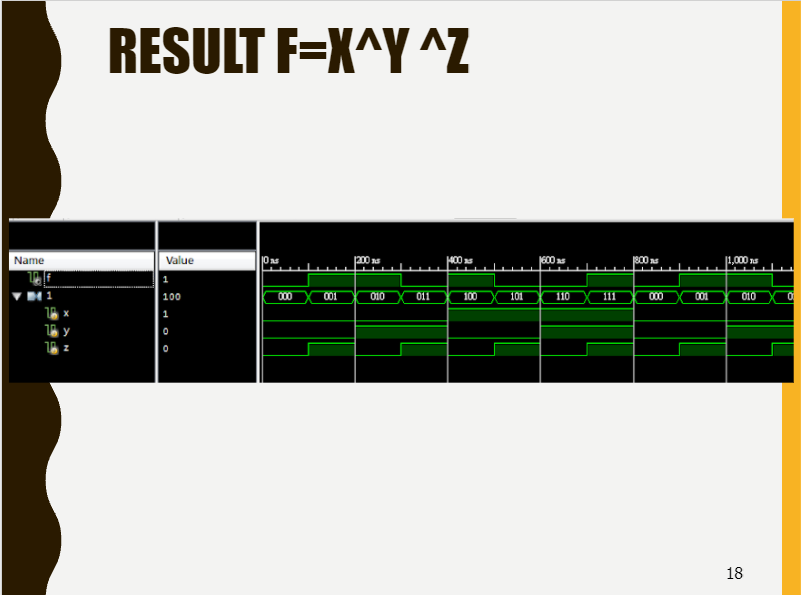 RESULT F=X^Y ^Z
Name Value
0 ns 200 ns 400 ns 600 ns 800 ns 1,000 ns
f 1
1 100 000 001 010 011 100 101 110 111 000 001 010
x 1
y 0
z 0
18